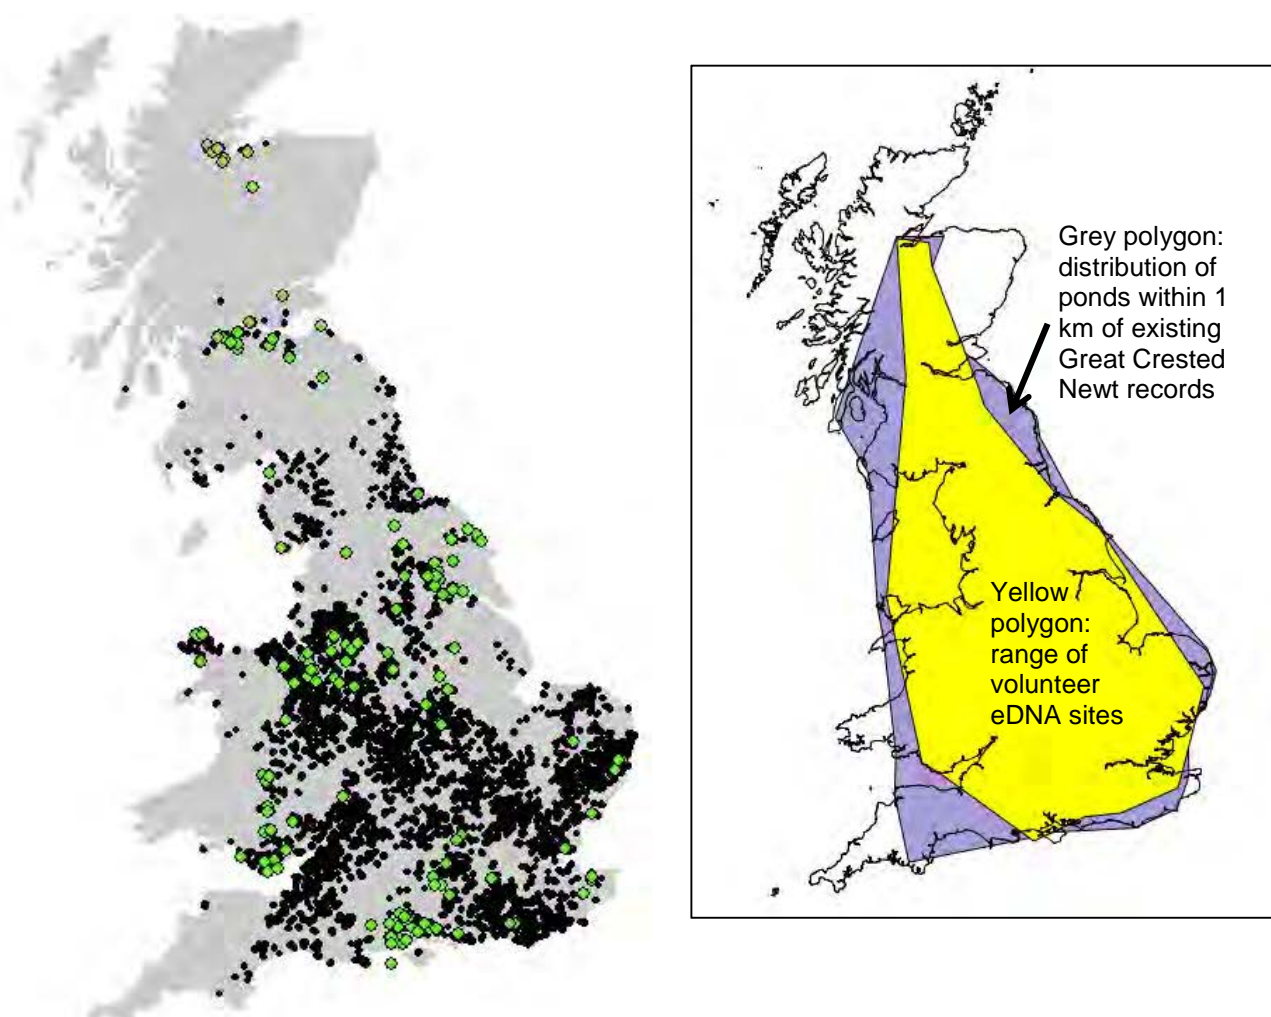 Grey polygon:
distribution of
ponds within 1
km of existing
Great Crested
Newt records
Yellow
polygon:
range of
volunteer
eDNA sites